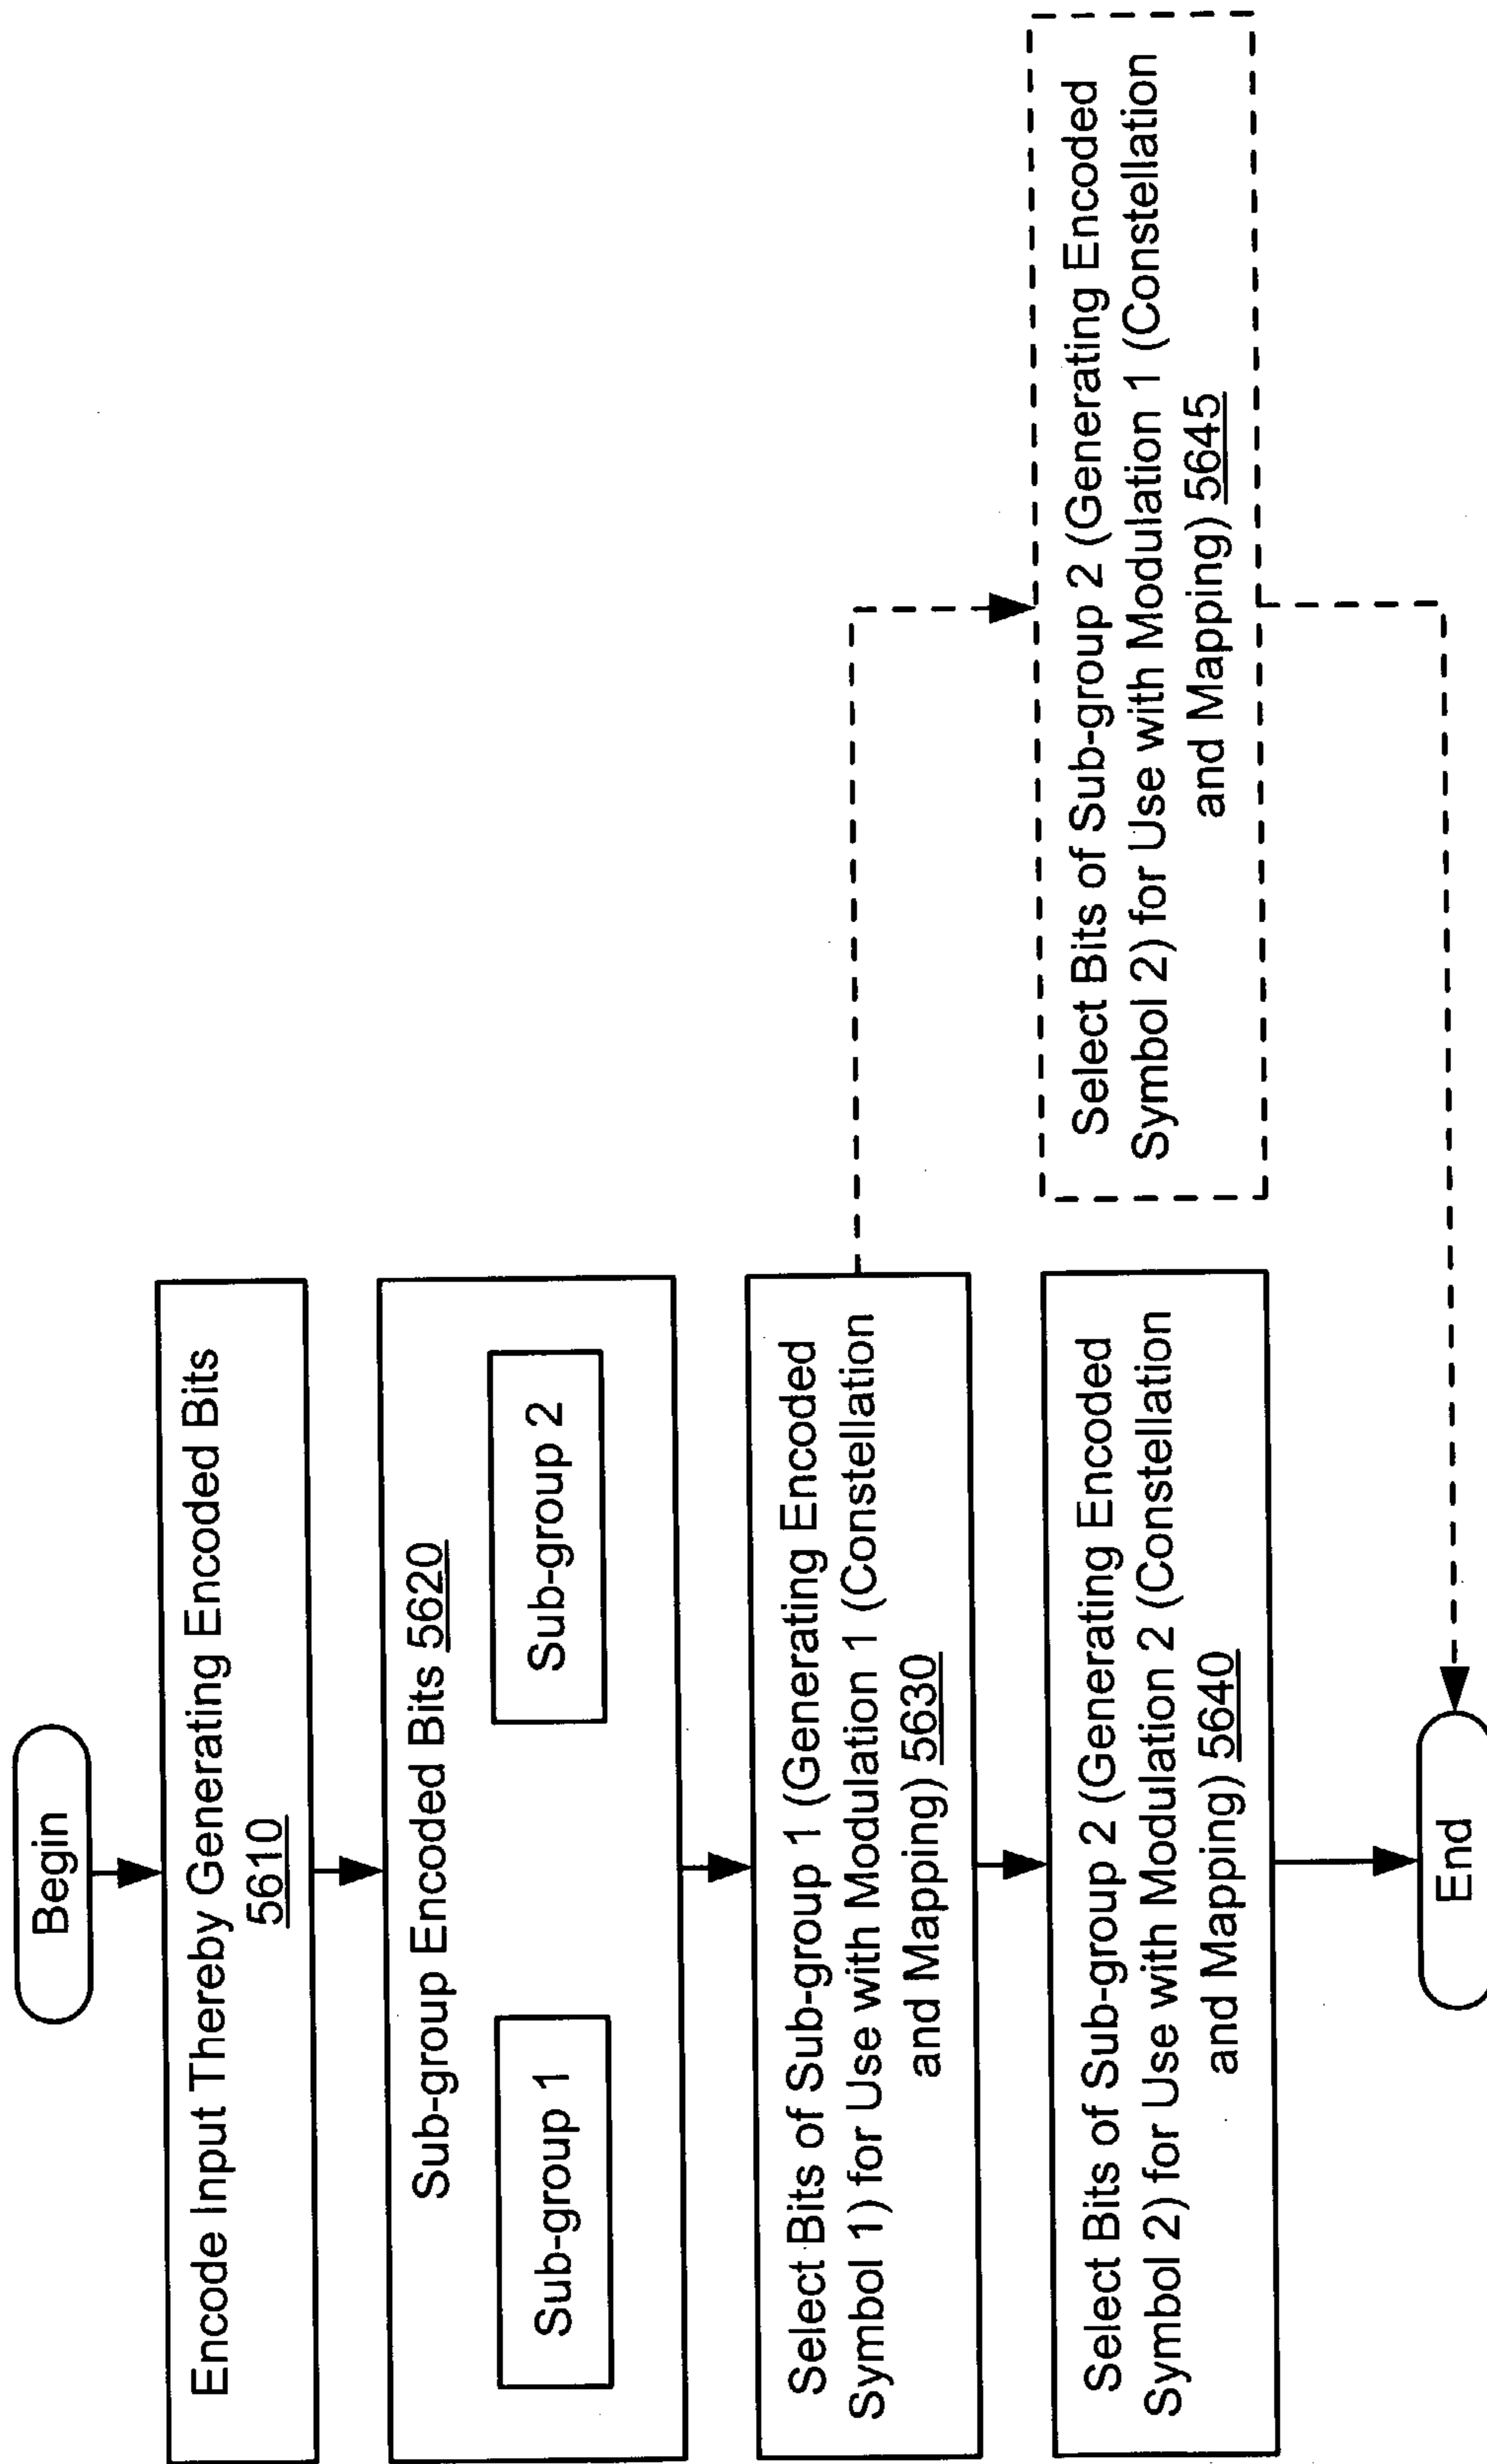 Begin
Encode Input Thereby Generating Encoded Bits
5610
Sub-group Encoded Bits 5620
Sub-group 1
Sub-group 2
Select Bits of Sub-group 1 (Generating Encoded
Symbol 1) for Use with Modulation 1 (Constellation
and Mapping) 5630
Select Bits of Sub-group 2 (Generating Encoded
Symbol 2) for Use with Modulation 2 (Constellation
and Mapping) 5640
Select Bits of Sub-group 2 (Generating Encoded
Symbol 2) for Use with Modulation 1 (Constellation
and Mapping) 5645
End